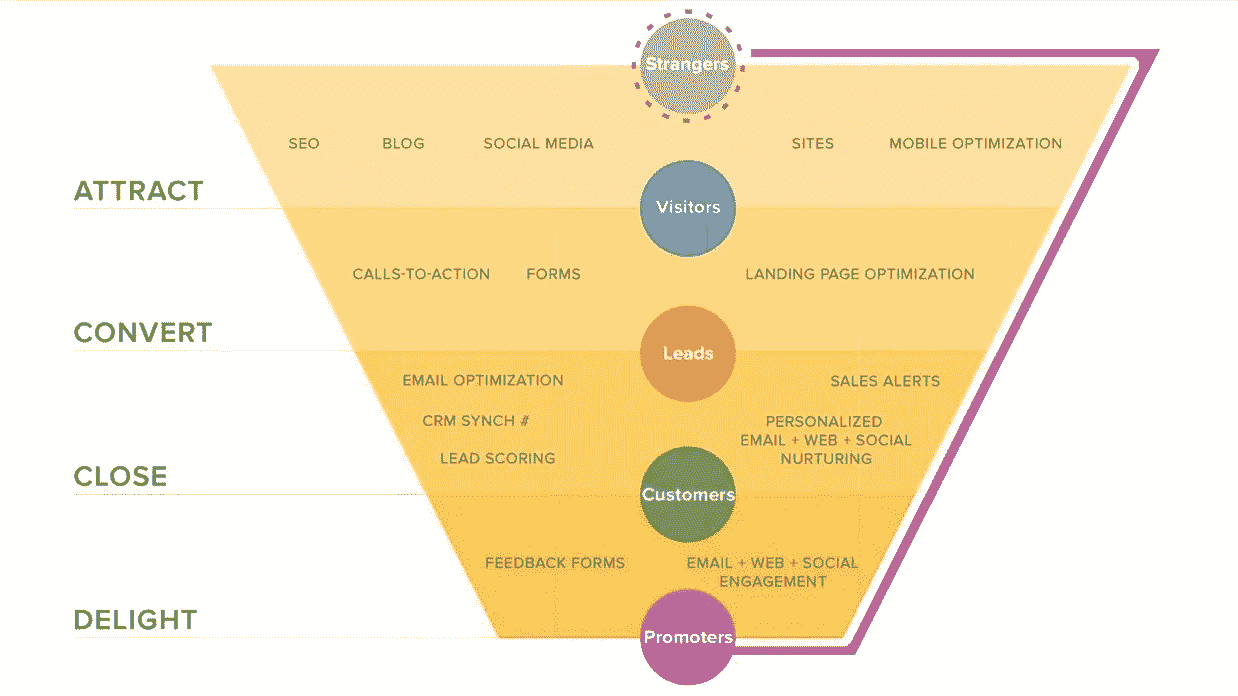 Strangers
SEO BLOG SOCIAL MEDIA SITES MOBILE OPTIMIZATION
ATTRACT
Visitors
CALLS-TO-ACTION FORMS LANDING PAGE OPTIMIZATION
CONVERT
Leads
EMAIL OPTIMIZATION SALES ALERTS
CRM SYNCH #
PERSONALIZED
EMAIL + WEB + SOCIAL
NURTURING
LEAD SCORING
CLOSE
Customers
FEEDBACK FORMS
EMAIL + WEB + SOCIAL
ENGAGEMENT
DELIGHT
Promoters